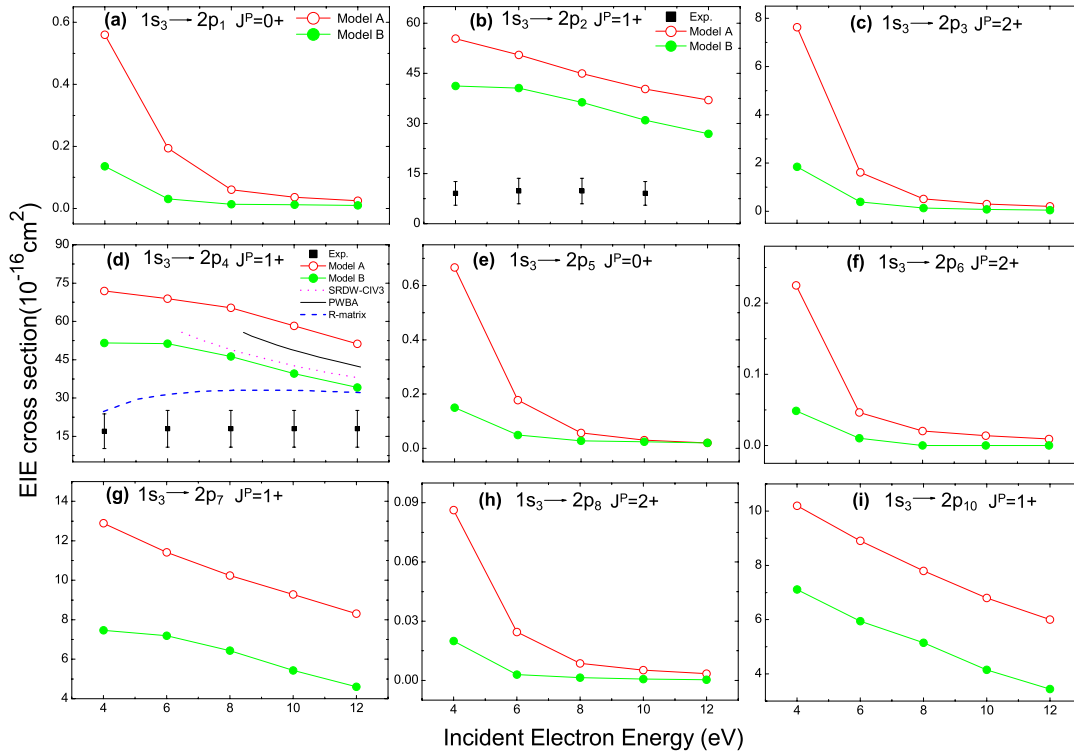 EIE cross section(10⁻¹⁶cm²)
(a) 1s₃→2p₁ Jᴾ=0+
Model A
Model B
0.6
0.4
0.2
0.0
(b) 1s₃→2p₂ Jᴾ=1+
Exp.
Model A
Model B
60
45
30
15
0
(c) 1s₃→2p₃ Jᴾ=2+
8
6
4
2
0
(d) 1s₃→2p₄ Jᴾ=1+
Exp.
Model A
Model B
SRDW-CIV3
PWBA
R-matrix
90
75
60
45
30
15
(e) 1s₃→2p₅ Jᴾ=0+
0.6
0.4
0.2
0.0
(f) 1s₃→2p₆ Jᴾ=2+
0.2
0.1
0.0
(g) 1s₃→2p₇ Jᴾ=1+
14
12
10
8
6
4
4 6 8 10 12
(h) 1s₃→2p₈ Jᴾ=2+
0.09
0.06
0.03
0.00
4 6 8 10 12
(i) 1s₃→2p₁₀ Jᴾ=1+
10
8
6
4
4 6 8 10 12
Incident Electron Energy (eV)